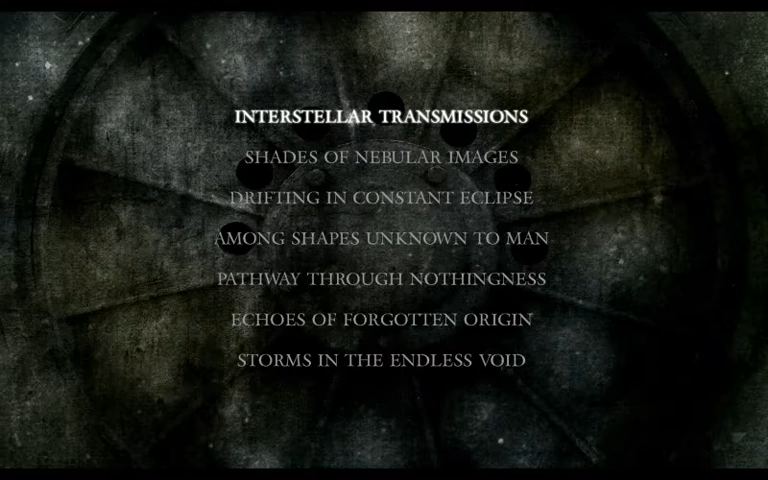 INTERSTELLAR TRANSMISSIONS
SHADES OF NEBULAR IMAGES
DRIFTING IN CONSTANT ECLIPSE
AMONG SHAPES UNKNOWN TO MAN
PATHWAY THROUGH NOTHINGNESS
ECHOES OF FORGOTTEN ORIGIN
STORMS IN THE ENDLESS VOID